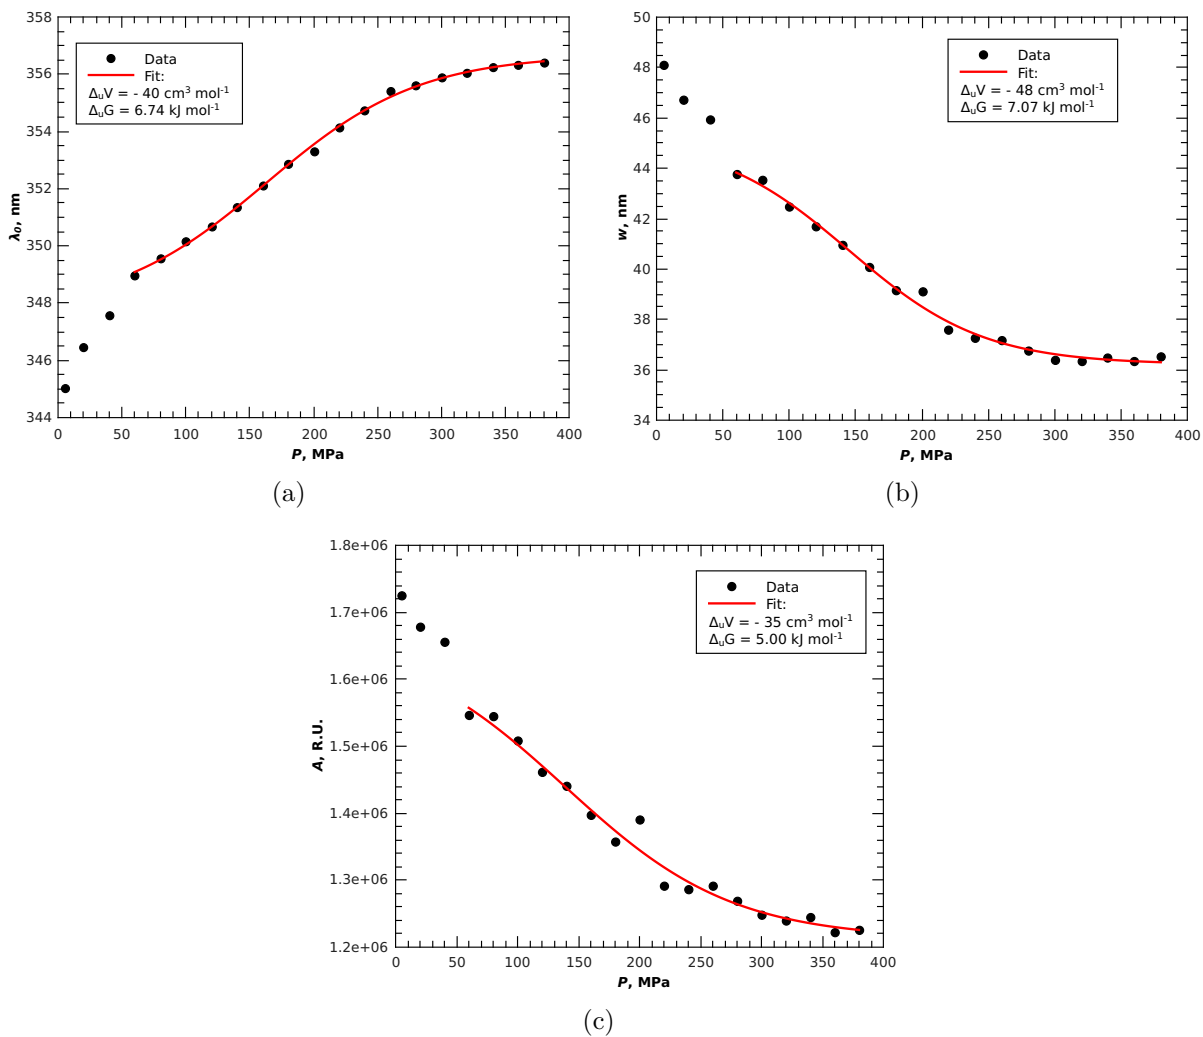 358
356
354
352
350
348
346
344
λ₀, nm
Data
Fit:
ΔᵤV = - 40 cm³ mol⁻¹
ΔᵤG = 6.74 kJ mol⁻¹
0 50 100 150 200 250 300 350 400
P, MPa
(a)
50
48
46
44
42
40
38
36
34
w, nm
Data
Fit:
ΔᵤV = - 48 cm³ mol⁻¹
ΔᵤG = 7.07 kJ mol⁻¹
0 50 100 150 200 250 300 350 400
P, MPa
(b)
1.8e+06
1.7e+06
1.6e+06
1.5e+06
1.4e+06
1.3e+06
1.2e+06
A, R.U.
Data
Fit:
ΔᵤV = - 35 cm³ mol⁻¹
ΔᵤG = 5.00 kJ mol⁻¹
0 50 100 150 200 250 300 350 400
P, MPa
(c)